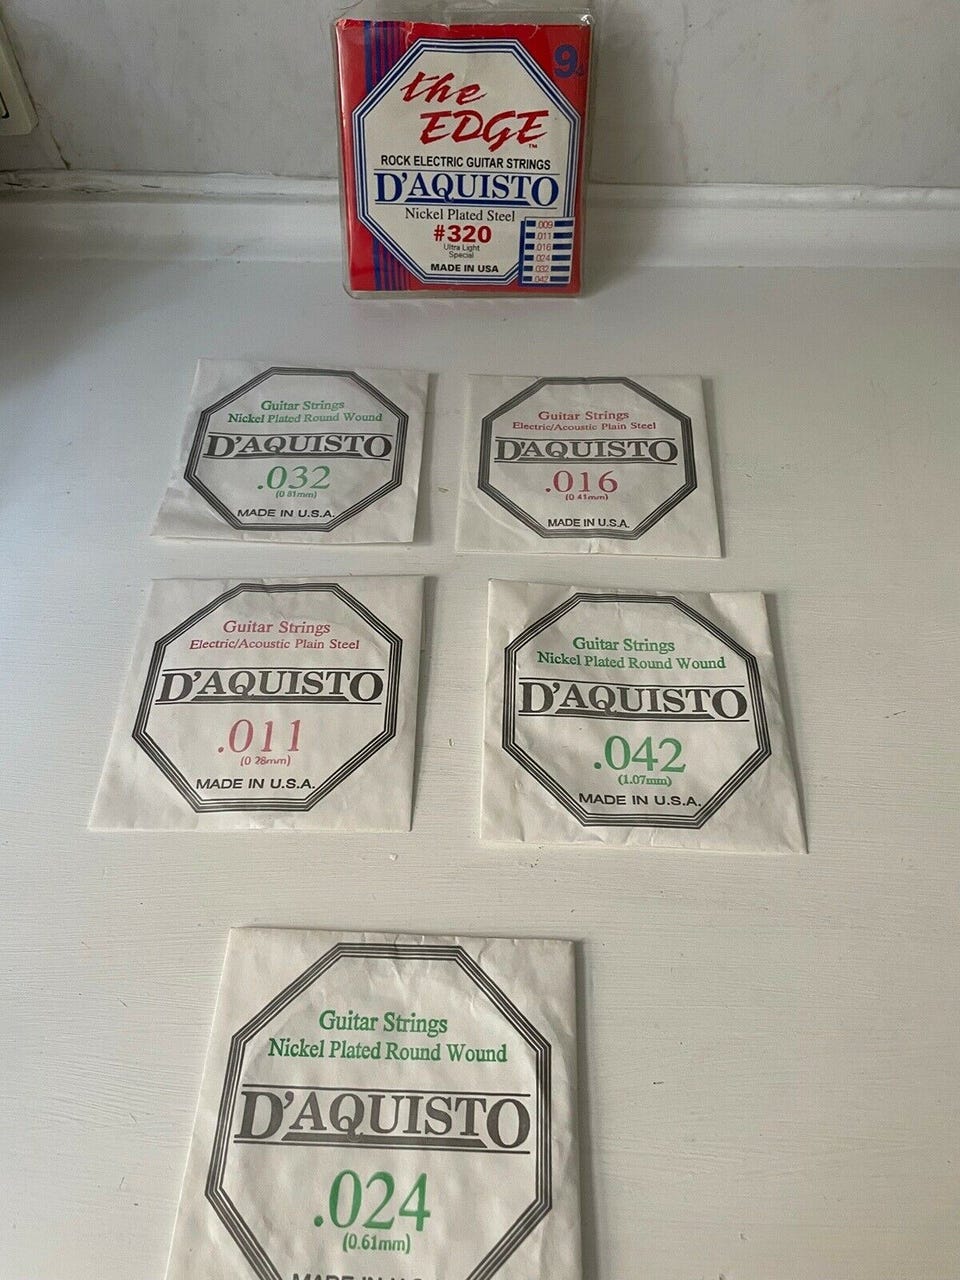 9s
the
EDGE™
ROCK ELECTRIC GUITAR STRINGS
D'AQUISTO
Nickel Plated Steel
#320
Ultra Light
Special
MADE IN USA
.009
.011
.016
.024
.032
.042
Guitar Strings
Nickel Plated Round Wound
D'AQUISTO
.032
(0.81mm)
MADE IN U.S.A.
Guitar Strings
Electric/Acoustic Plain Steel
D'AQUISTO
.016
(0.41mm)
MADE IN U.S.A.
Guitar Strings
Electric/Acoustic Plain Steel
D'AQUISTO
.011
(0.28mm)
MADE IN U.S.A.
Guitar Strings
Nickel Plated Round Wound
D'AQUISTO
.042
(1.07mm)
MADE IN U.S.A.
Guitar Strings
Nickel Plated Round Wound
D'AQUISTO
.024
(0.61mm)
MADE IN U.S.A.